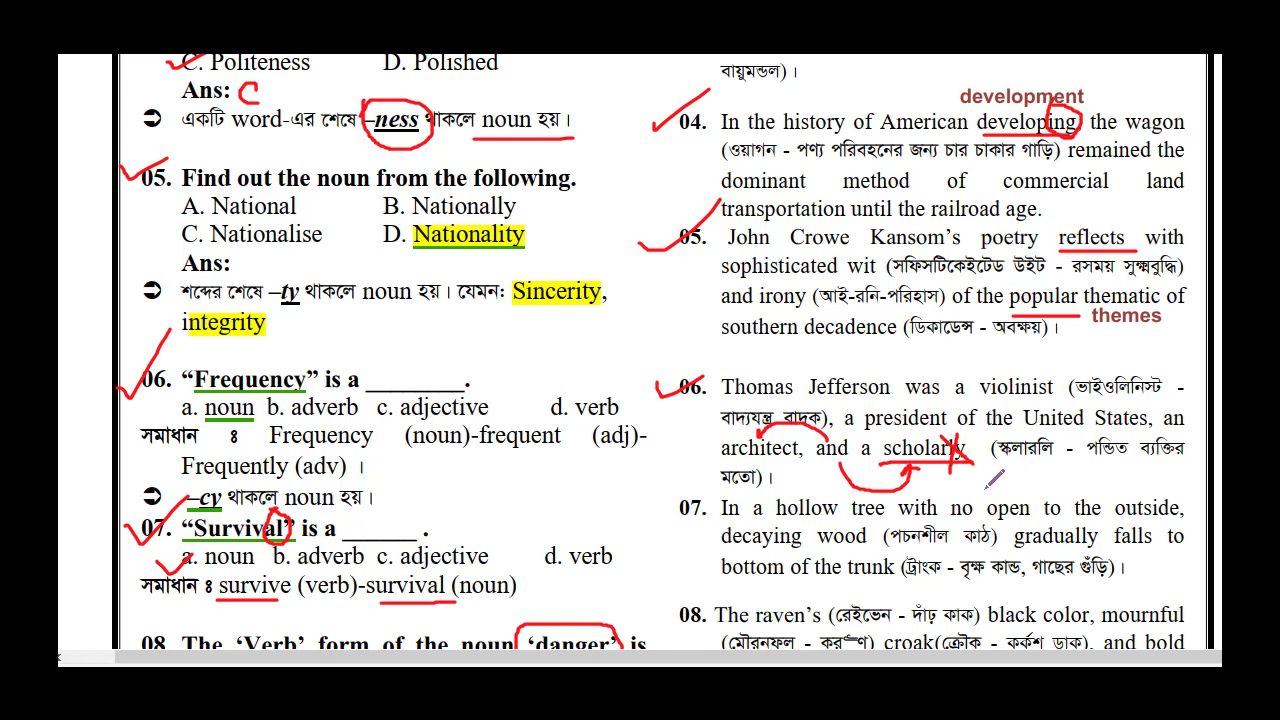 C. Politeness D. Polished
Ans: C
➲ একটি word-এর শেষে –ness থাকলে noun হয়।
05. Find out the noun from the following.
A. National B. Nationally
C. Nationalise D. Nationality
Ans:
➲ শব্দের শেষে –ty থাকলে noun হয়। যেমনঃ Sincerity,
integrity
06. “Frequency” is a ________.
a. noun b. adverb c. adjective d. verb
সমাধান ঃ Frequency (noun)-frequent (adj)-
Frequently (adv) ।
➲ –cy থাকলে noun হয়।
07. “Survival” is a ______ .
a. noun b. adverb c. adjective d. verb
সমাধান ঃ survive (verb)-survival (noun)
08. The ‘Verb’ form of the noun ‘danger’ is
বায়ুমন্ডল)।
development
04. In the history of American developing the wagon
(ওয়াগন - পণ্য পরিবহনের জন্য চার চাকার গাড়ি) remained the
dominant method of commercial land
transportation until the railroad age.
05. John Crowe Kansom’s poetry reflects with
sophisticated wit (সফিসটিকেইটেড উইট - রসময় সুক্ষ্মবুদ্ধি)
and irony (আই-রনি-পরিহাস) of the popular thematic of
themes
southern decadence (ডিকাডেন্স - অবক্ষয়)।
06. Thomas Jefferson was a violinist (ভাইওলিনিস্ট -
বাদ্যযন্ত্র বাদক), a president of the United States, an
architect, and a scholarly (স্কলারলি - পন্ডিত ব্যক্তির
মতো)।
07. In a hollow tree with no open to the outside,
decaying wood (পচনশীল কাঠ) gradually falls to
bottom of the trunk (ট্রাংক - বৃক্ষ কান্ড, গাছের গুঁড়ি)।
08. The raven’s (রেইভেন - দাঁড় কাক) black color, mournful
(মৌরনফল - croak(ক্রৌক - কর্কশ ডাক), and bold